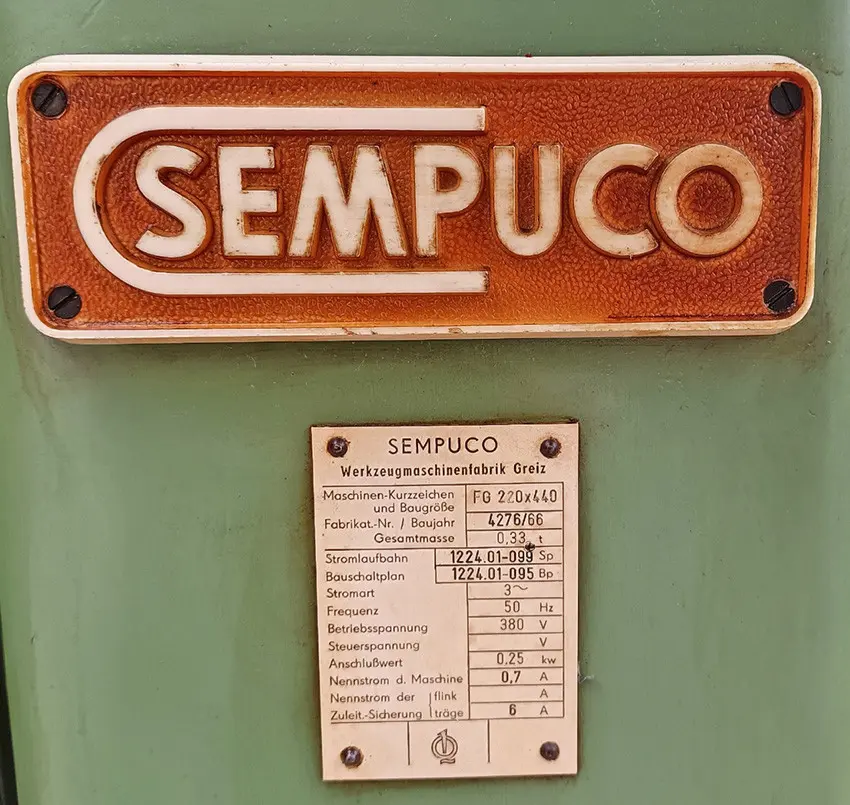 SEMPUCO
SEMPUCO
Werkzeugmaschinenfabrik Greiz
Maschinen-Kurzzeichen und Baugröße FG 220x440
Fabrikat.-Nr. / Baujahr 4276/66
Gesamtmasse 0,33 t
Stromlaufbahn 1224.01-099 Sp
Bauschaltplan 1224.01-095 Bp
Stromart 3~
Frequenz 50 Hz
Betriebsspannung 380 V
Steuerspannung V
Anschlußwert 0,25 kw
Nennstrom d. Maschine 0,7 A
Nennstrom der flink A
Zuleit.-Sicherung träge 6 A